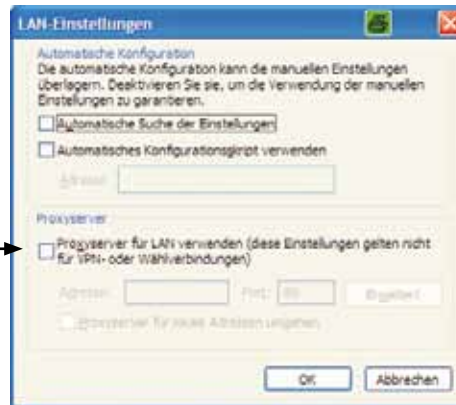 LAN-Einstellungen
Automatische Konfiguration
Die automatische Konfiguration kann die manuellen Einstellungen
überlagern. Deaktivieren Sie sie, um die Verwendung der manuellen
Einstellungen zu garantieren.
Automatische Suche der Einstellungen
Automatisches Konfigurationsskript verwenden
Adresse
Proxyserver
Proxyserver für LAN verwenden (diese Einstellungen gelten nicht
für VPN- oder Wählverbindungen)
Adresse: Port: 80 Erweitert
Proxyserver für lokale Adressen umgehen
OK Abbrechen